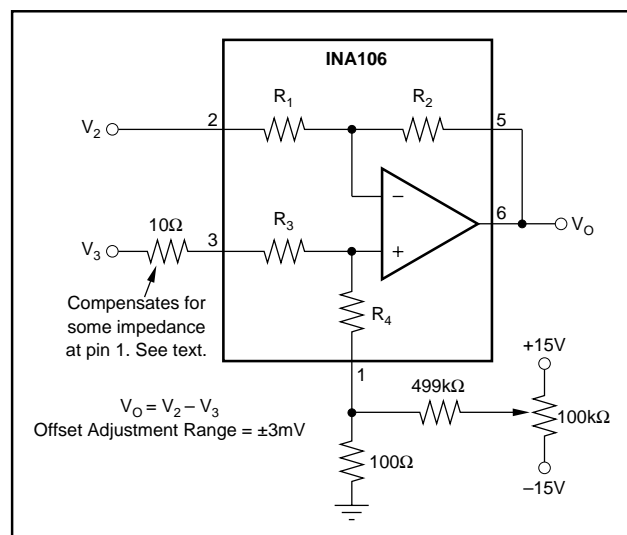 INA106
R1
R2
2
5
V2
10Ω
3
R3
−
+
6
VO
V3
R4
Compensates for
some impedance
at pin 1. See text.
1
+15V
499kΩ
100kΩ
VO = V2 – V3
Offset Adjustment Range = ±3mV
100Ω
–15V